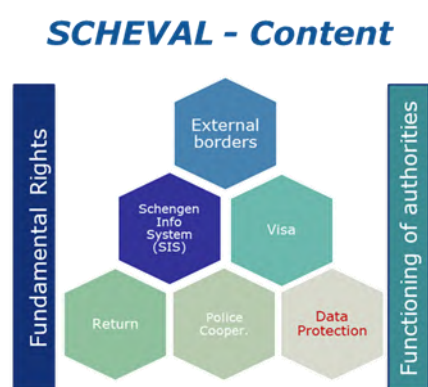 SCHEVAL - Content
Fundamental Rights
External
borders
Schengen
Info
System
(SIS)
Visa
Return
Police
Cooper.
Data
Protection
Functioning of authorities